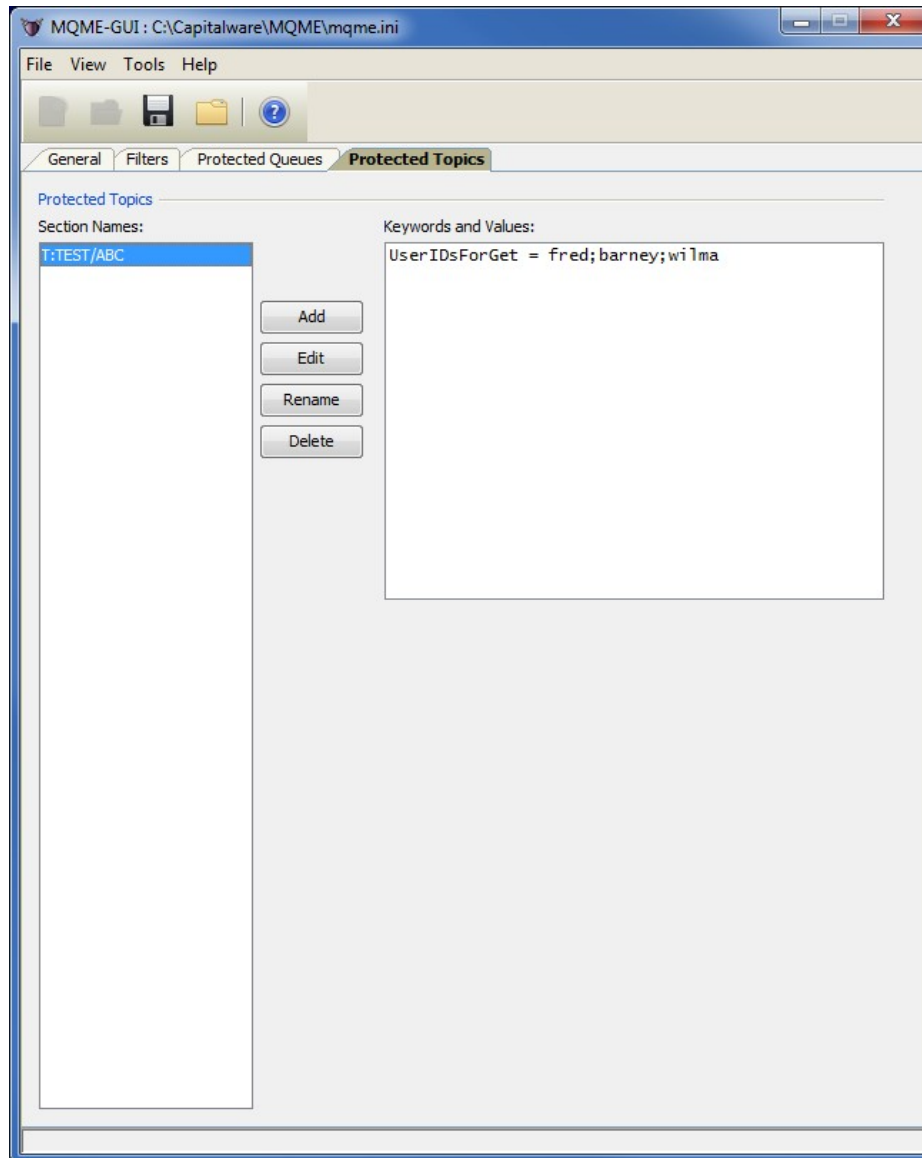 MQME-GUI : C:\Capitalware\MQME\mqme.ini
File View Tools Help
General Filters Protected Queues Protected Topics
Protected Topics
Section Names:
Keywords and Values:
T:TEST/ABC
UserIDsForGet = fred;barney;wilma
Add
Edit
Rename
Delete